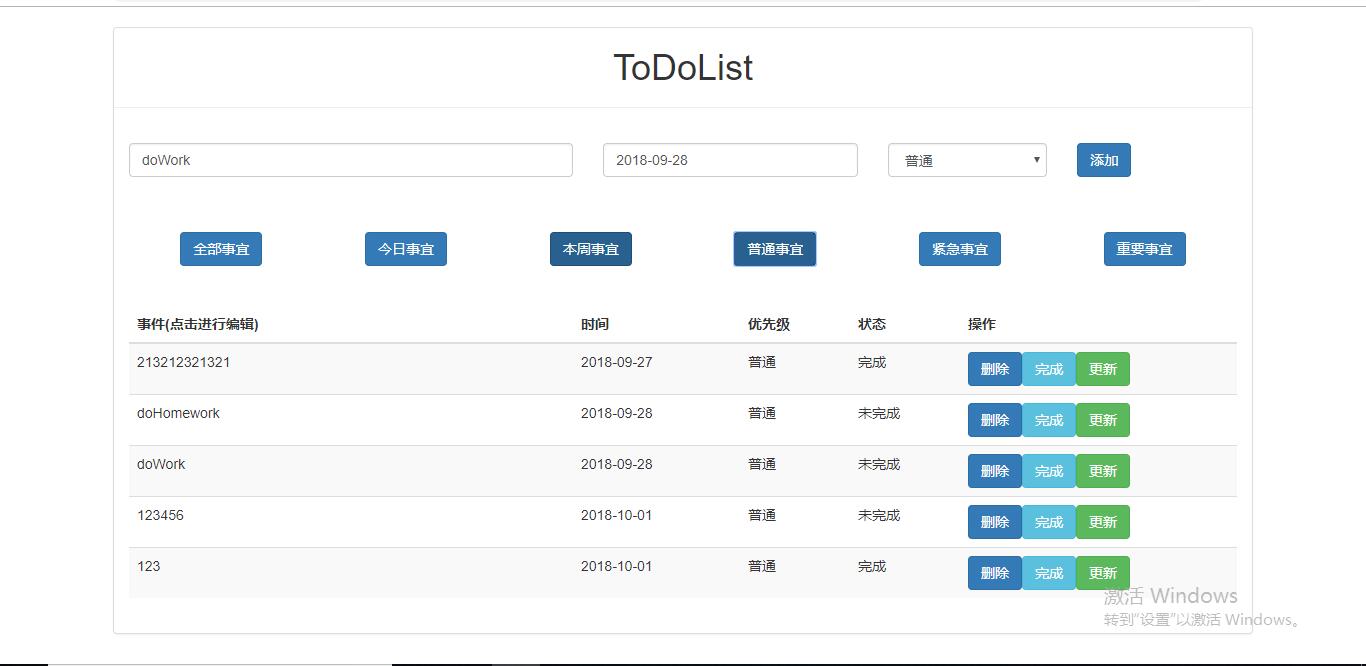 ToDoList
doWork 2018-09-28 普通 添加
全部事宜 今日事宜 本周事宜 普通事宜 紧急事宜 重要事宜
事件(点击进行编辑) 时间 优先级 状态 操作
213212321321 2018-09-27 普通 完成 删除 完成 更新
doHomework 2018-09-28 普通 未完成 删除 完成 更新
doWork 2018-09-28 普通 未完成 删除 完成 更新
123456 2018-10-01 普通 未完成 删除 完成 更新
123 2018-10-01 普通 完成 删除 完成 更新
激活 Windows
转到"设置"以激活 Windows。